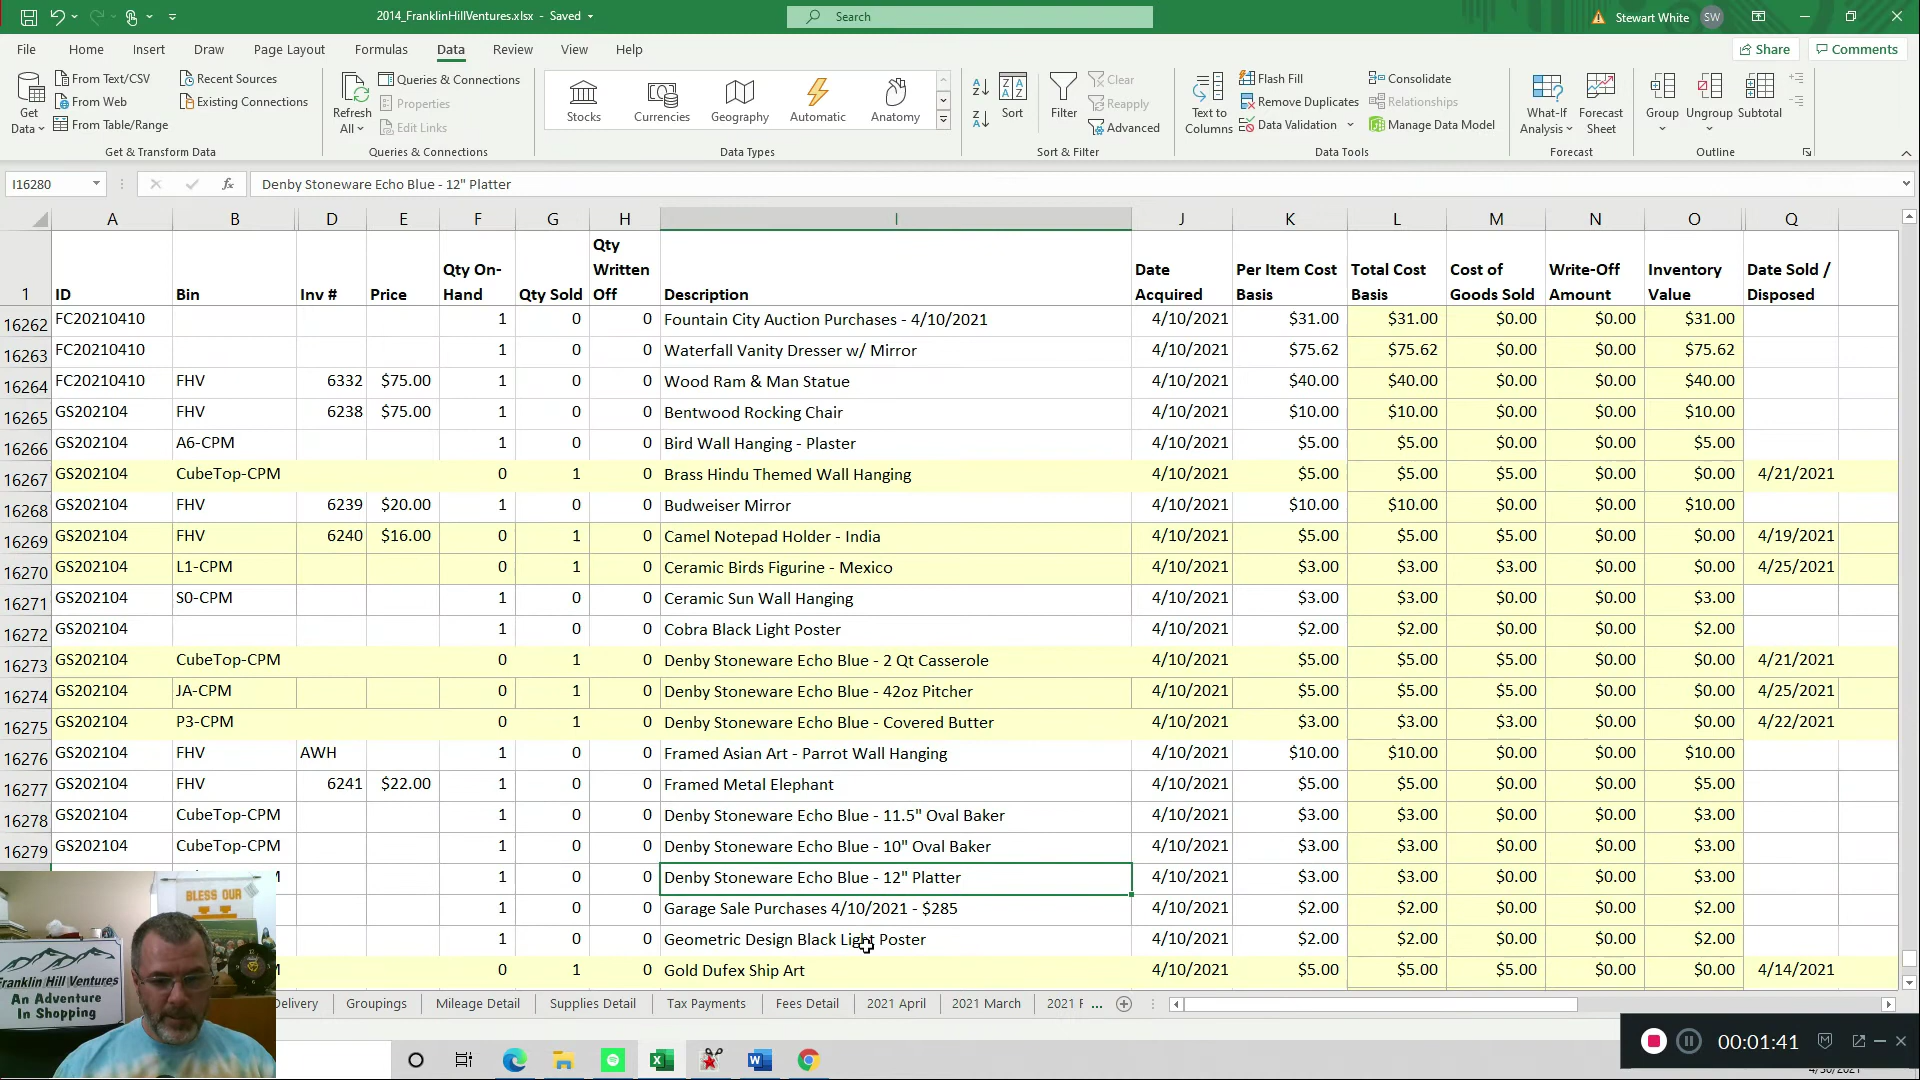 2014_FranklinHillVentures.xlsx - Saved
Search
Stewart White SW
File Home Insert Draw Page Layout Formulas Data Review View Help Share Comments
Get Data
From Text/CSV
From Web
From Table/Range
Recent Sources
Existing Connections
Get & Transform Data
Refresh All
Queries & Connections
Properties
Edit Links
Queries & Connections
Stocks Currencies Geography Automatic Anatomy
Data Types
Sort
Filter
Clear
Reapply
Advanced
Sort & Filter
Text to Columns
Flash Fill
Remove Duplicates
Data Validation
Consolidate
Relationships
Manage Data Model
Data Tools
What-If Analysis
Forecast Sheet
Forecast
Group Ungroup Subtotal
Outline
I16280 fx Denby Stoneware Echo Blue - 12" Platter
A B D E F G H I J K L M N O Q
1 ID Bin Inv # Price Qty On-Hand Qty Sold Qty Written Off Description Date Acquired Per Item Cost Basis Total Cost Basis Cost of Goods Sold Write-Off Amount Inventory Value Date Sold / Disposed
16262 FC20210410 1 0 0 Fountain City Auction Purchases - 4/10/2021 4/10/2021 $31.00 $31.00 $0.00 $0.00 $31.00
16263 FC20210410 1 0 0 Waterfall Vanity Dresser w/ Mirror 4/10/2021 $75.62 $75.62 $0.00 $0.00 $75.62
16264 FC20210410 FHV 6332 $75.00 1 0 0 Wood Ram & Man Statue 4/10/2021 $40.00 $40.00 $0.00 $0.00 $40.00
16265 GS202104 FHV 6238 $75.00 1 0 0 Bentwood Rocking Chair 4/10/2021 $10.00 $10.00 $0.00 $0.00 $10.00
16266 GS202104 A6-CPM 1 0 0 Bird Wall Hanging - Plaster 4/10/2021 $5.00 $5.00 $0.00 $0.00 $5.00
16267 GS202104 CubeTop-CPM 0 1 0 Brass Hindu Themed Wall Hanging 4/10/2021 $5.00 $5.00 $5.00 $0.00 $0.00 4/21/2021
16268 GS202104 FHV 6239 $20.00 1 0 0 Budweiser Mirror 4/10/2021 $10.00 $10.00 $0.00 $0.00 $10.00
16269 GS202104 FHV 6240 $16.00 0 1 0 Camel Notepad Holder - India 4/10/2021 $5.00 $5.00 $5.00 $0.00 $0.00 4/19/2021
16270 GS202104 L1-CPM 0 1 0 Ceramic Birds Figurine - Mexico 4/10/2021 $3.00 $3.00 $3.00 $0.00 $0.00 4/25/2021
16271 GS202104 S0-CPM 1 0 0 Ceramic Sun Wall Hanging 4/10/2021 $3.00 $3.00 $0.00 $0.00 $3.00
16272 GS202104 1 0 0 Cobra Black Light Poster 4/10/2021 $2.00 $2.00 $0.00 $0.00 $2.00
16273 GS202104 CubeTop-CPM 0 1 0 Denby Stoneware Echo Blue - 2 Qt Casserole 4/10/2021 $5.00 $5.00 $5.00 $0.00 $0.00 4/21/2021
16274 GS202104 JA-CPM 0 1 0 Denby Stoneware Echo Blue - 42oz Pitcher 4/10/2021 $5.00 $5.00 $5.00 $0.00 $0.00 4/25/2021
16275 GS202104 P3-CPM 0 1 0 Denby Stoneware Echo Blue - Covered Butter 4/10/2021 $3.00 $3.00 $3.00 $0.00 $0.00 4/22/2021
16276 GS202104 FHV AWH 1 0 0 Framed Asian Art - Parrot Wall Hanging 4/10/2021 $10.00 $10.00 $0.00 $0.00 $10.00
16277 GS202104 FHV 6241 $22.00 1 0 0 Framed Metal Elephant 4/10/2021 $5.00 $5.00 $0.00 $0.00 $5.00
16278 GS202104 CubeTop-CPM 1 0 0 Denby Stoneware Echo Blue - 11.5" Oval Baker 4/10/2021 $3.00 $3.00 $0.00 $0.00 $3.00
16279 GS202104 CubeTop-CPM 1 0 0 Denby Stoneware Echo Blue - 10" Oval Baker 4/10/2021 $3.00 $3.00 $0.00 $0.00 $3.00
1 0 0 Denby Stoneware Echo Blue - 12" Platter 4/10/2021 $3.00 $3.00 $0.00 $0.00 $3.00
1 0 0 Garage Sale Purchases 4/10/2021 - $285 4/10/2021 $2.00 $2.00 $0.00 $0.00 $2.00
1 0 0 Geometric Design Black Light Poster 4/10/2021 $2.00 $2.00 $0.00 $0.00 $2.00
0 1 0 Gold Dufex Ship Art 4/10/2021 $5.00 $5.00 $5.00 $0.00 $0.00 4/14/2021
BLESS OUR
Franklin Hill Ventures
An Adventure
In Shopping
Delivery Groupings Mileage Detail Supplies Detail Tax Payments Fees Detail 2021 April 2021 March 2021 F ...
00:01:41